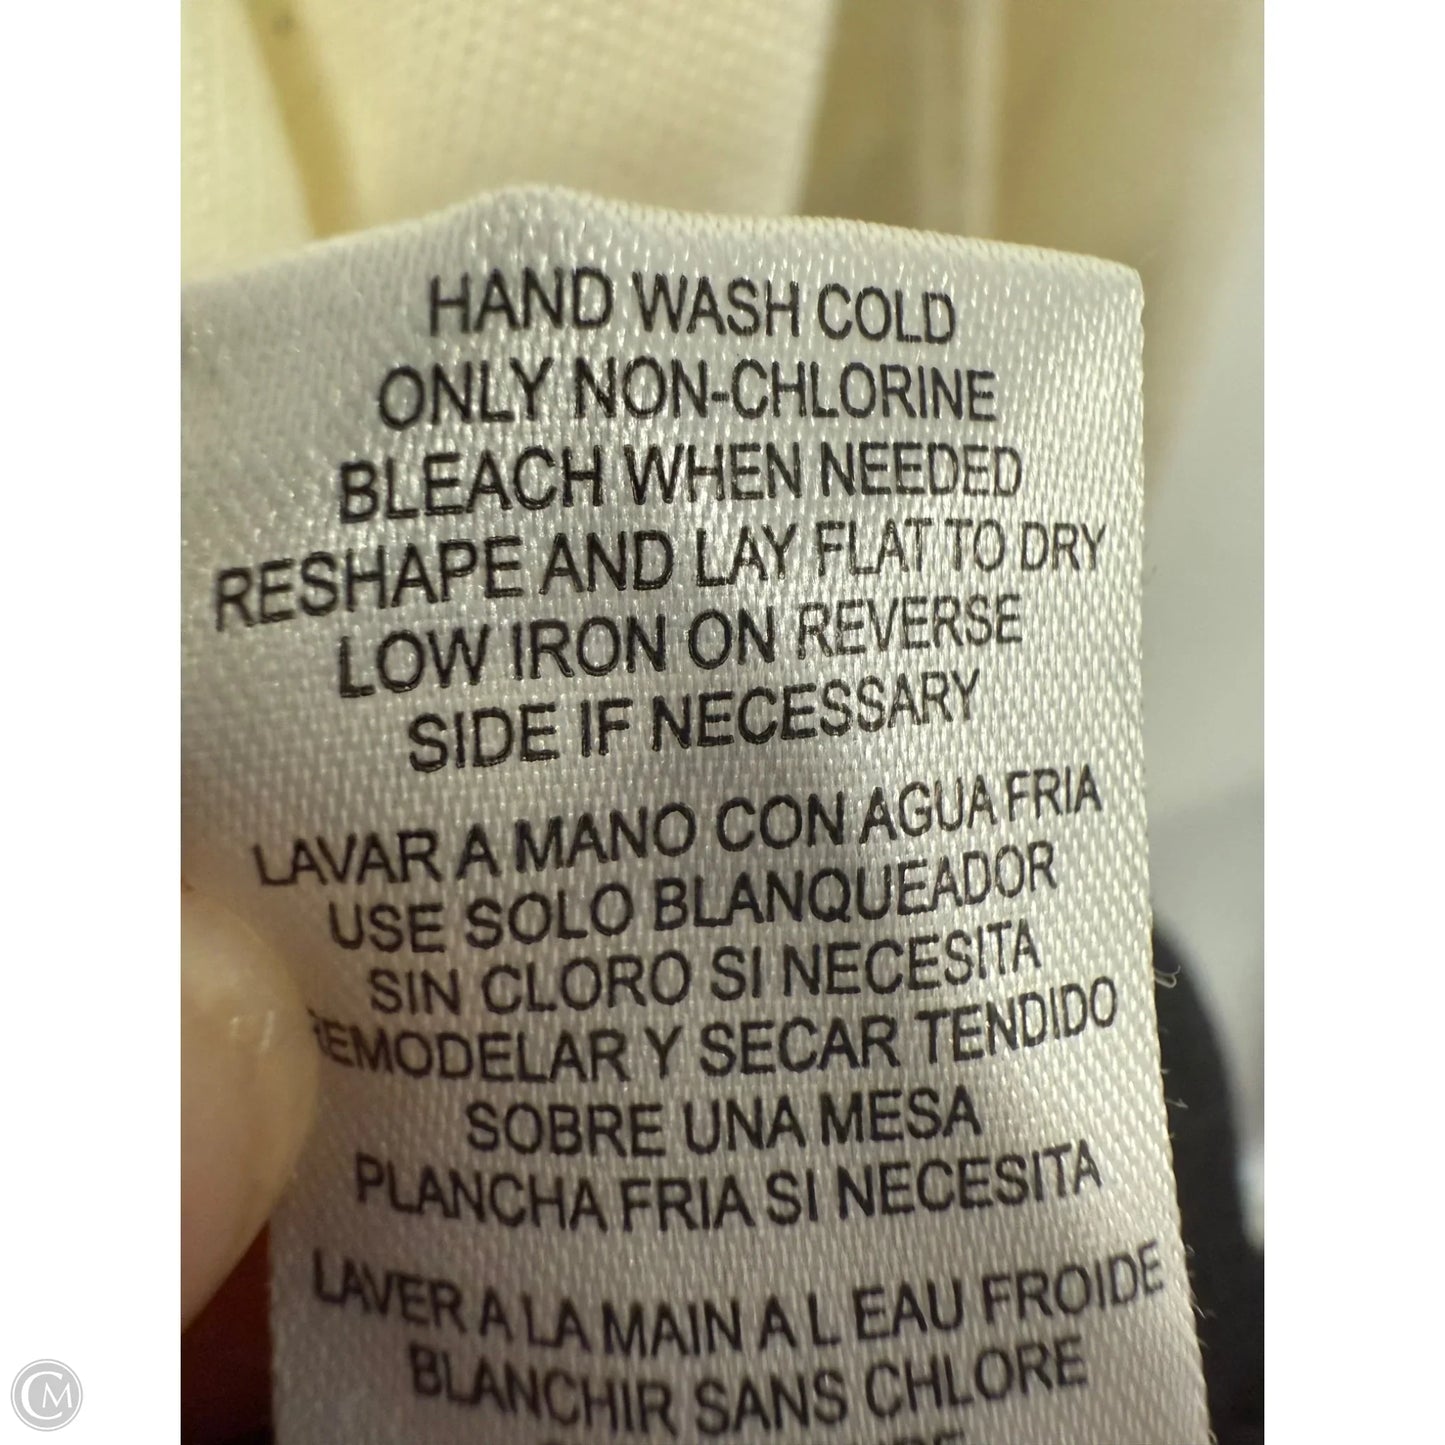 HAND WASH COLD
ONLY NON-CHLORINE
BLEACH WHEN NEEDED
RESHAPE AND LAY FLAT TO DRY
LOW IRON ON REVERSE
SIDE IF NECESSARY
LAVAR A MANO CON AGUA FRIA
USE SOLO BLANQUEADOR
SIN CLORO SI NECESITA
REMODELAR Y SECAR TENDIDO
SOBRE UNA MESA
PLANCHA FRIA SI NECESITA
LAVER A LA MAIN A L EAU FROIDE
BLANCHIR SANS CHLORE
CM